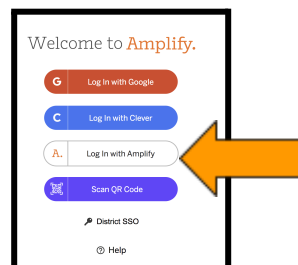 Welcome to Amplify.
G Log In with Google
C Log In with Clever
A. Log In with Amplify
Scan QR Code
District SSO
Help